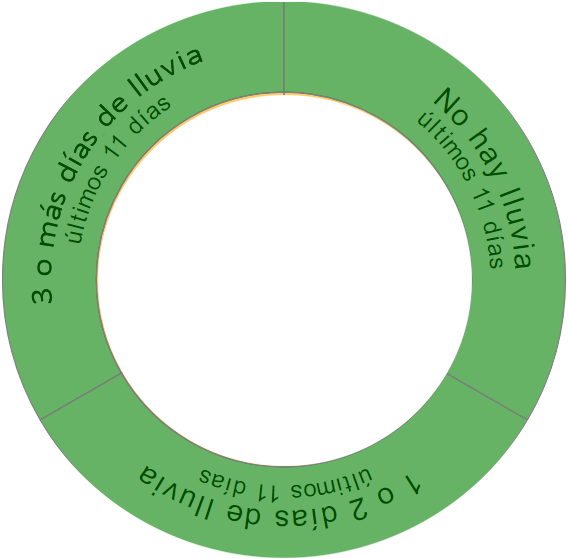 No hay lluvia
últimos 11 días
1 o 2 días de lluvia
últimos 11 días
3 o más días de lluvia
últimos 11 días